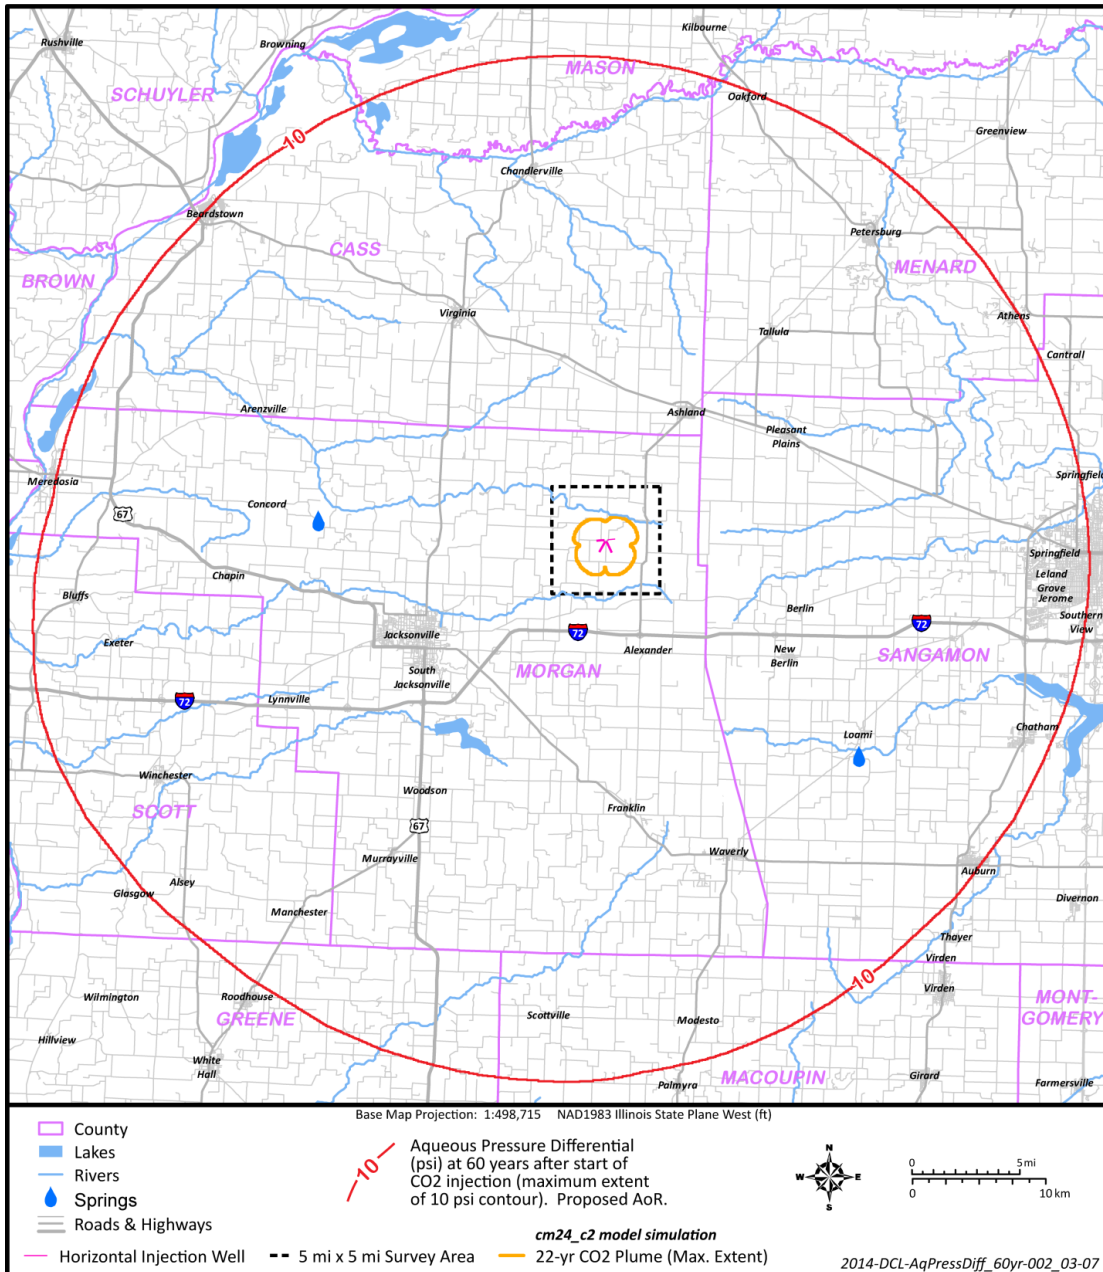 Kilbourne
Rushville
Browning
MASON
SCHUYLER
Oakford
10
Greenview
Chandlerville
Beardstown
Petersburg
CASS
MENARD
BROWN
Virginia
Athens
Tallula
Cantrall
Arenzville
Ashland
Pleasant
Plains
Meredosia
Springfield
Concord
67
Springfield
Chapin
Leland
Grove
Jerome
Bluffs
Berlin
Southern
View
72
72
Jacksonville
Exeter
Alexander
New
Berlin
SANGAMON
South
Jacksonville
MORGAN
72
Lynnville
Chatham
Loami
Winchester
Woodson
SCOTT
Franklin
67
Waverly
Murrayville
Auburn
Alsey
Glasgow
Divernon
Manchester
Thayer
Virden
10
Wilmington
Roodhouse
Virden
MONT-
GOMERY
GREENE
Scottville
Modesto
Hillview
White
Hall
MACOUPIN
Girard
Palmyra
Farmersville
Base Map Projection: 1:498,715 NAD1983 Illinois State Plane West (ft)
County
Lakes
Rivers
Springs
Roads & Highways
Horizontal Injection Well
10
Aqueous Pressure Differential
(psi) at 60 years after start of
CO2 injection (maximum extent
of 10 psi contour). Proposed AoR.
cm24_c2 model simulation
5 mi x 5 mi Survey Area
22-yr CO2 Plume (Max. Extent)
N
W E
S
0 5 mi
0 10 km
2014-DCL-AqPressDiff_60yr-002_03-07